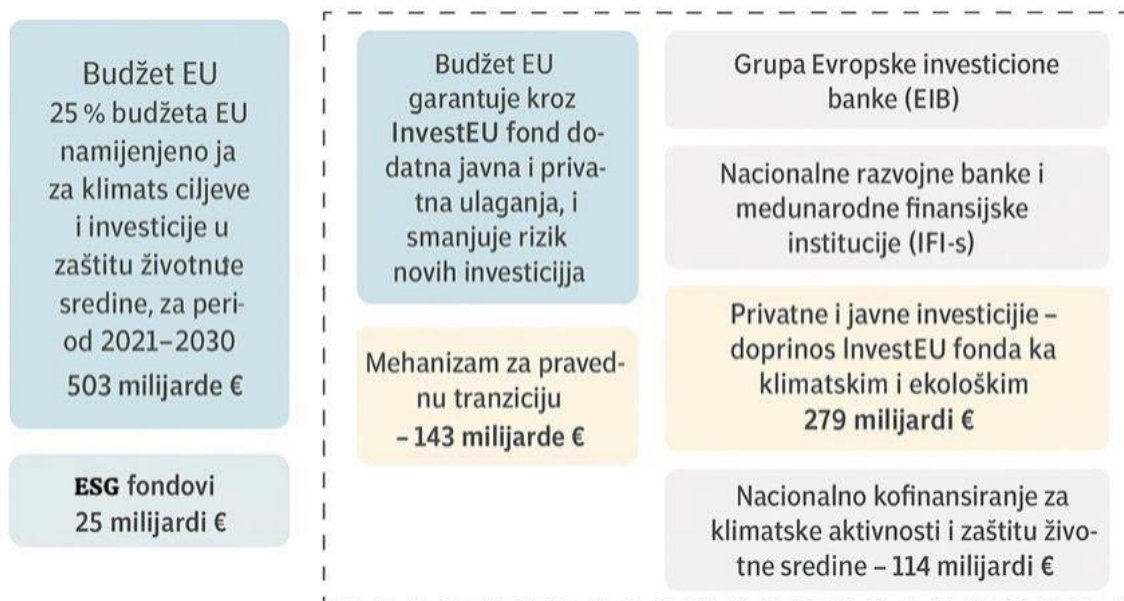 Budžet EU
25 % budžeta EU
namijenjeno ja
za klimats ciljeve
i investicije u
zaštitu životnute
sredine, za peri-
od 2021–2030
503 milijarde €
ESG fondovi
25 milijardi €
Budžet EU
garantuje kroz
InvestEU fond do-
datna javna i priva-
tna ulaganja, i
smanjuje rizik
novih investicijja
Mehanizam za praved-
nu tranziciju
– 143 milijarde €
Grupa Evropske investicione
banke (EIB)
Nacionalne razvojne banke i
medunarodne finansijske
institucije (IFI-s)
Privatne i javne investicijie –
doprinos InvestEU fonda ka
klimatskim i ekološkim
279 milijardi €
Nacionalno kofinansiranje za
klimatske aktivnosti i zaštitu živo-
tne sredine – 114 milijardi €